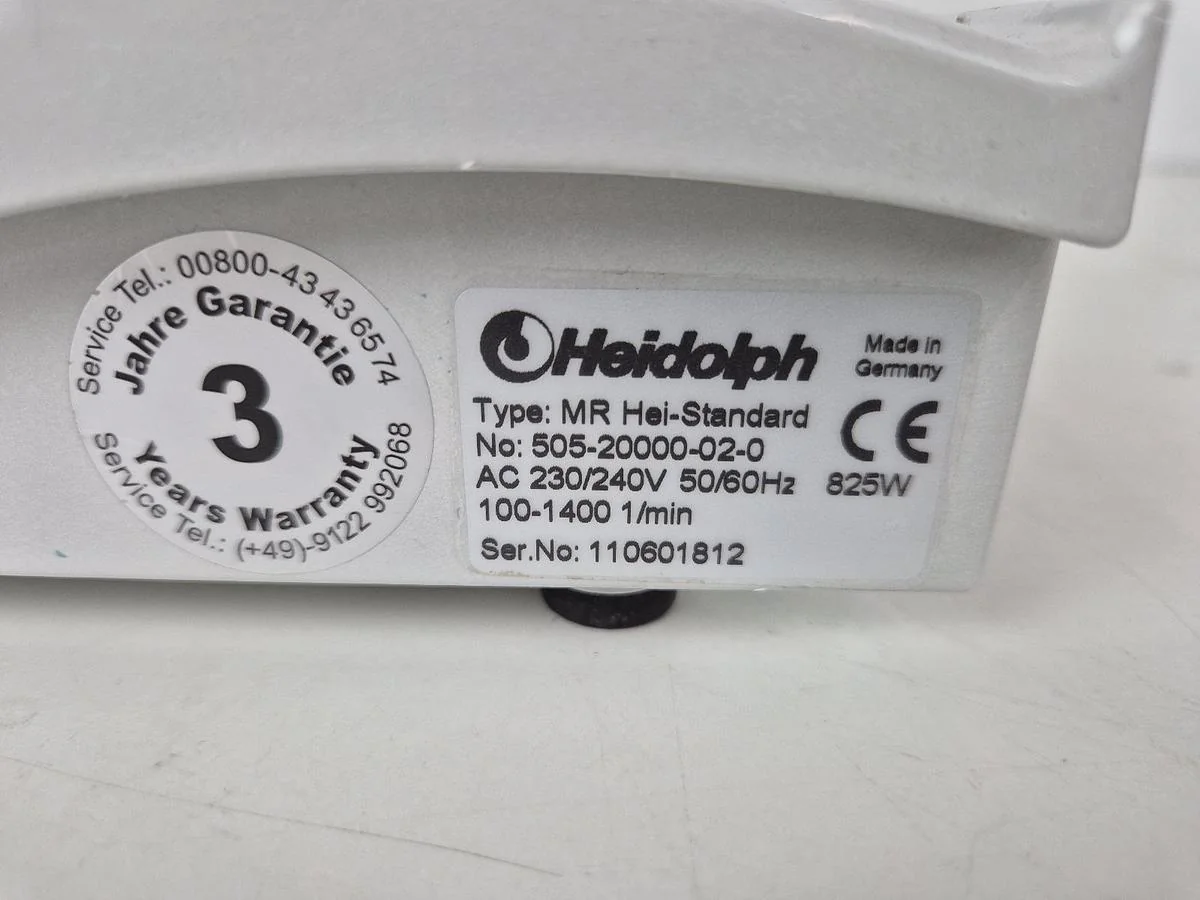 Service Tel.: 00800-43 43 65 74
Jahre Garantie
3
Years Warranty
Service Tel.: (+49)-9122 992068
Heidolph
Made in
Germany
Type: MR Hei-Standard
CE
No: 505-20000-02-0
AC 230/240V 50/60Hz 825W
100-1400 1/min
Ser.No: 110601812